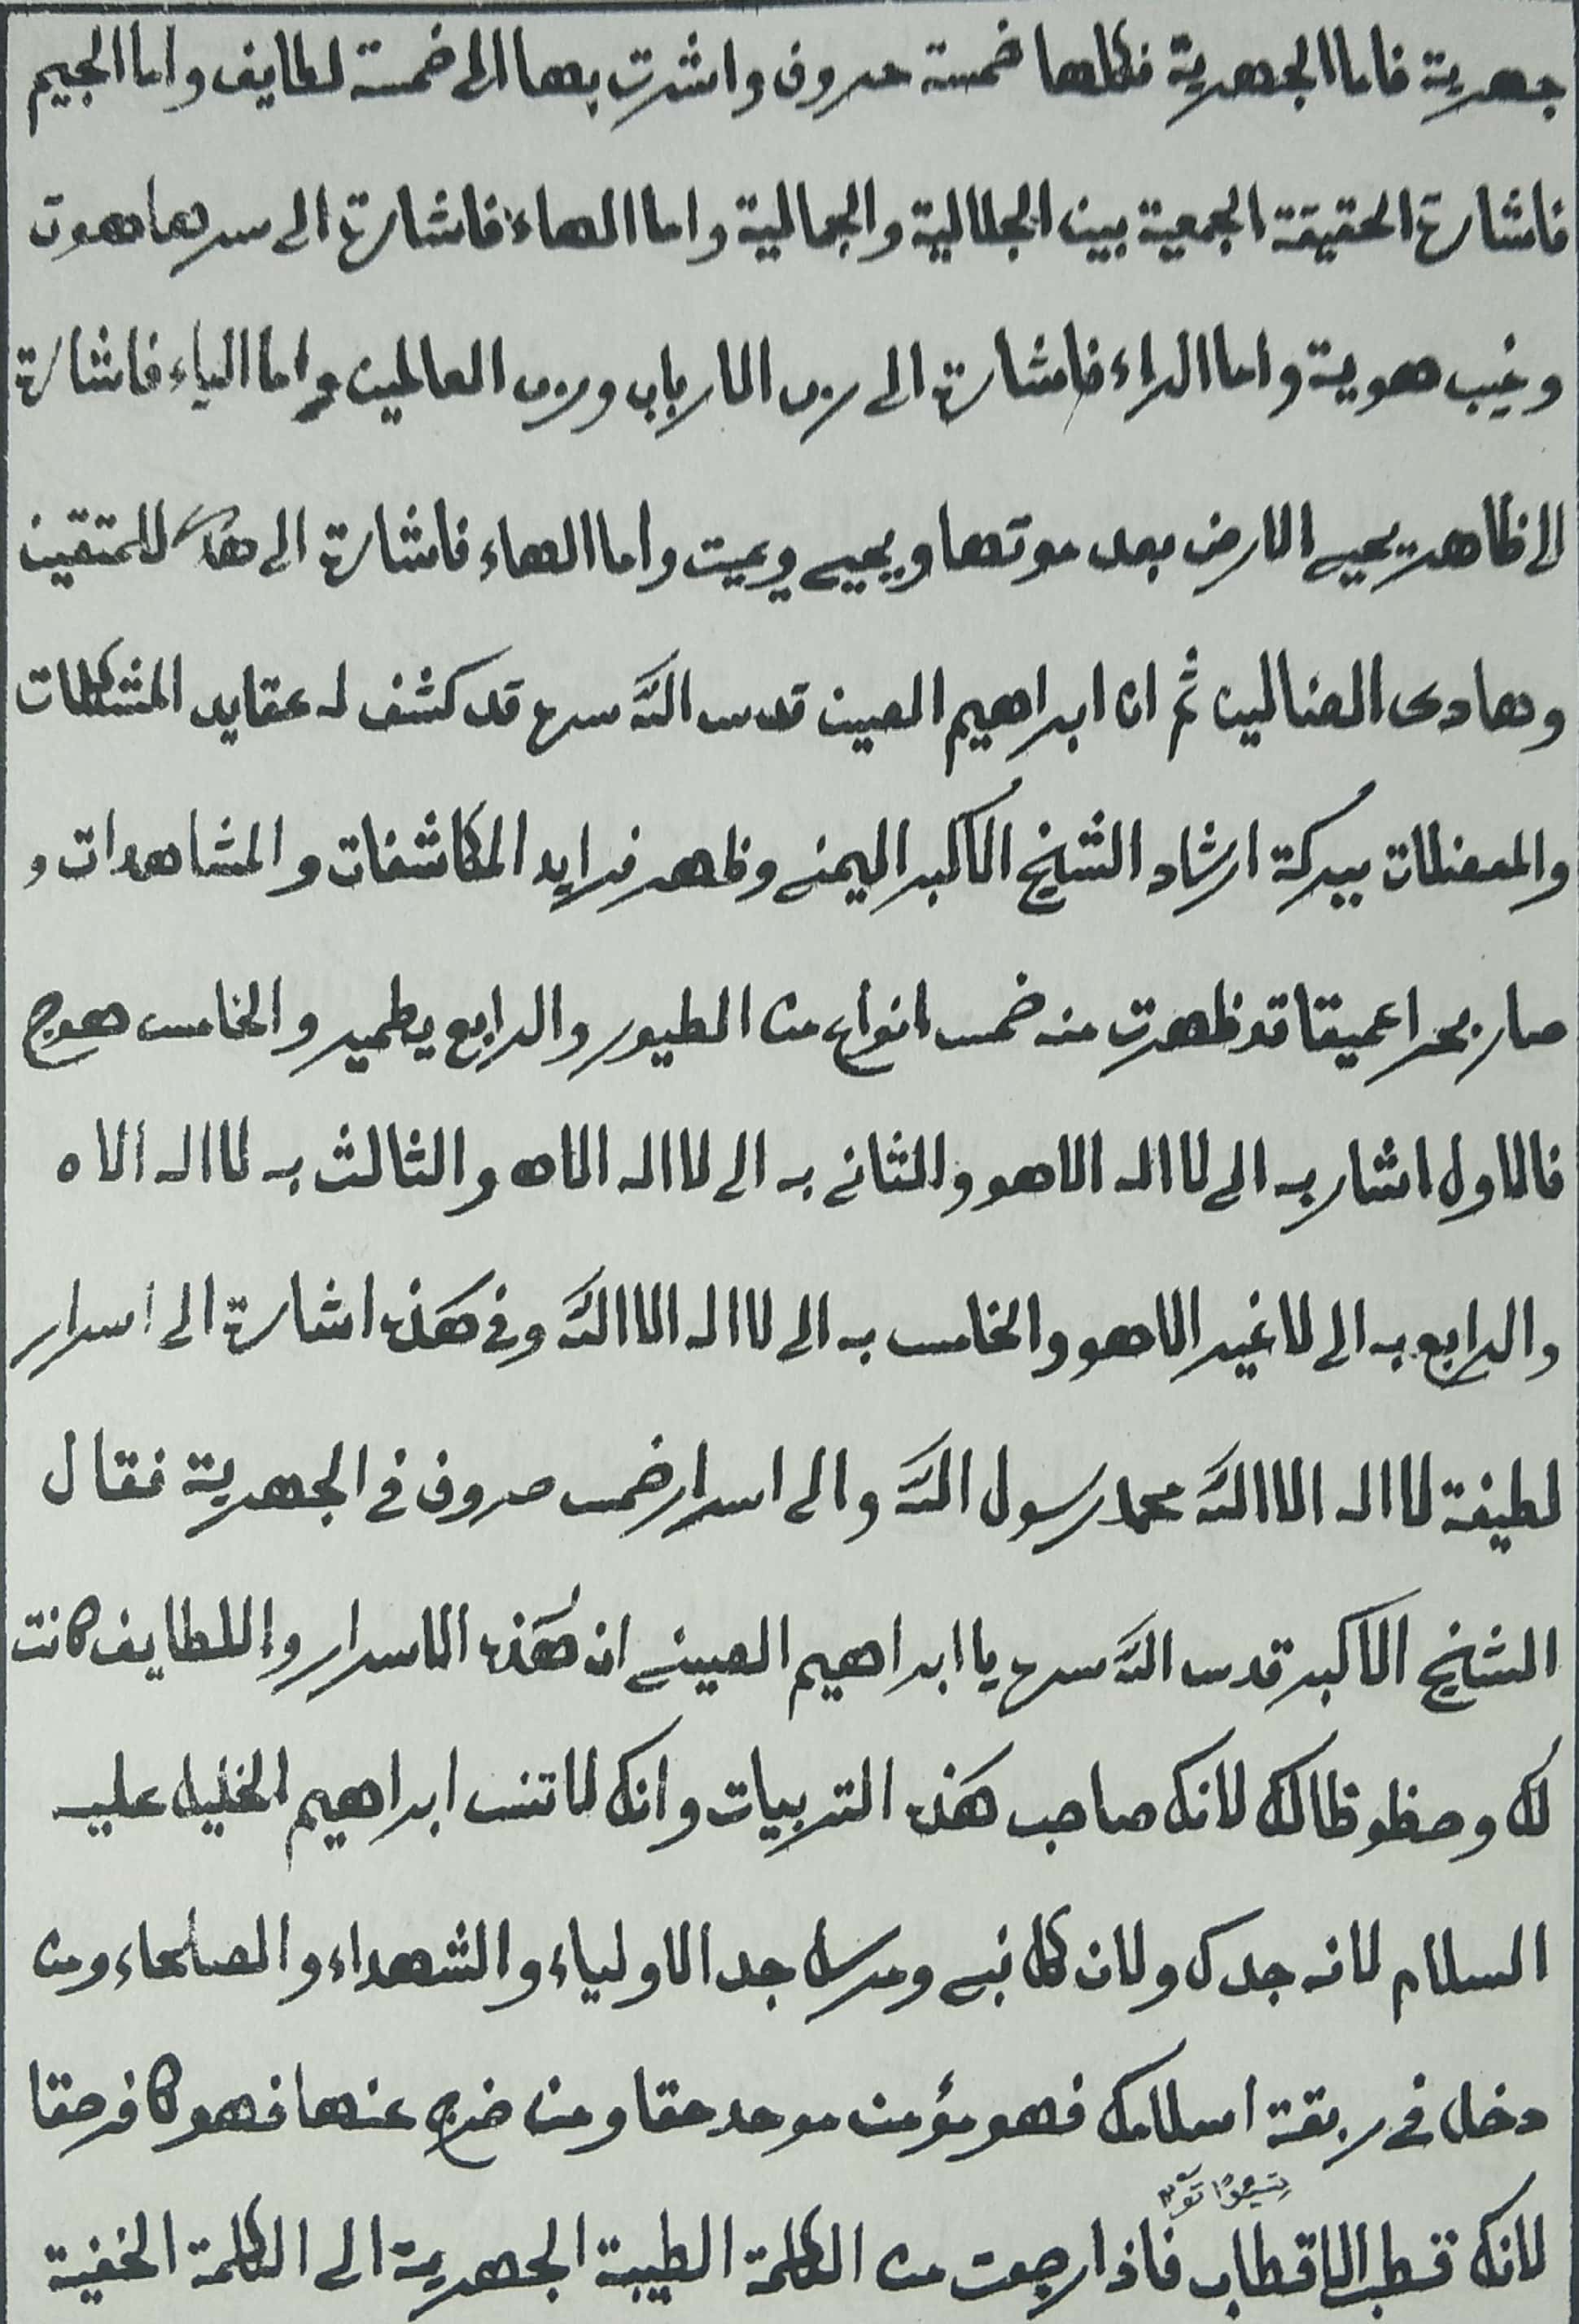 جهرية فاما الجهرية فكلها خمسة حروف واشرت بها الى خمسة لطايف واما الجيم
فاشارة الحقيقة الجمعية بين الجلالية والجمالية واما الهاء فاشارة الى سر هاهوت
وغيب هوية واما الراء فاشارة الى رب الارباب ورب العالمين واما الياء فاشارة
الى ظاهر يحيى الارض بعد موتها ويحيى ويميت واما الهاء فاشارة الى للمتقين
وهادى الضالين ثم ان ابراهيم الصين قدس الله سره قد كشف له عقايد المشكلات
والمعضلات ببركة ارشاد الشيخ الاكبر اليمنى وظهر فرايد المكاشفات والمشاهدات و
صار بحرا عميقا قد ظهرت منه خمس انواع من الطيور والرابع يطمير والخامس هوج
فالاول اشار به الى لا اله الا هو والثانى به الى لا اله الا ه والثالث به لا اله الا ه
والرابع به الى لا غير الا هو والخامس به الى لا اله الا الله وفى هذه اشارة الى اسرار
لطيفة لا اله الا الله محمد رسول الله والى اسرار خمس حروف فى الجهرية فقال
الشيخ الاكبر قدس الله سره يا ابراهيم الصينى ان هذه الاسرار واللطايف كانت
لك وحظوظا لك لانك صاحب هذه التربيات وانك لا تنس ابراهيم الخليل عليه
السلام لانه جدك ولان كل نبى ومرسل جد الاولياء والشهداء والصلحاء ومن
دخل فى ربقة اسلامك فهو مؤمن موحد حقا ومن خرج عنها فهو كافر حقا
لانك قطب الاقطاب فاذا رجعت من الكلمة الطيبة الجهرية الى الكلمة الخفية